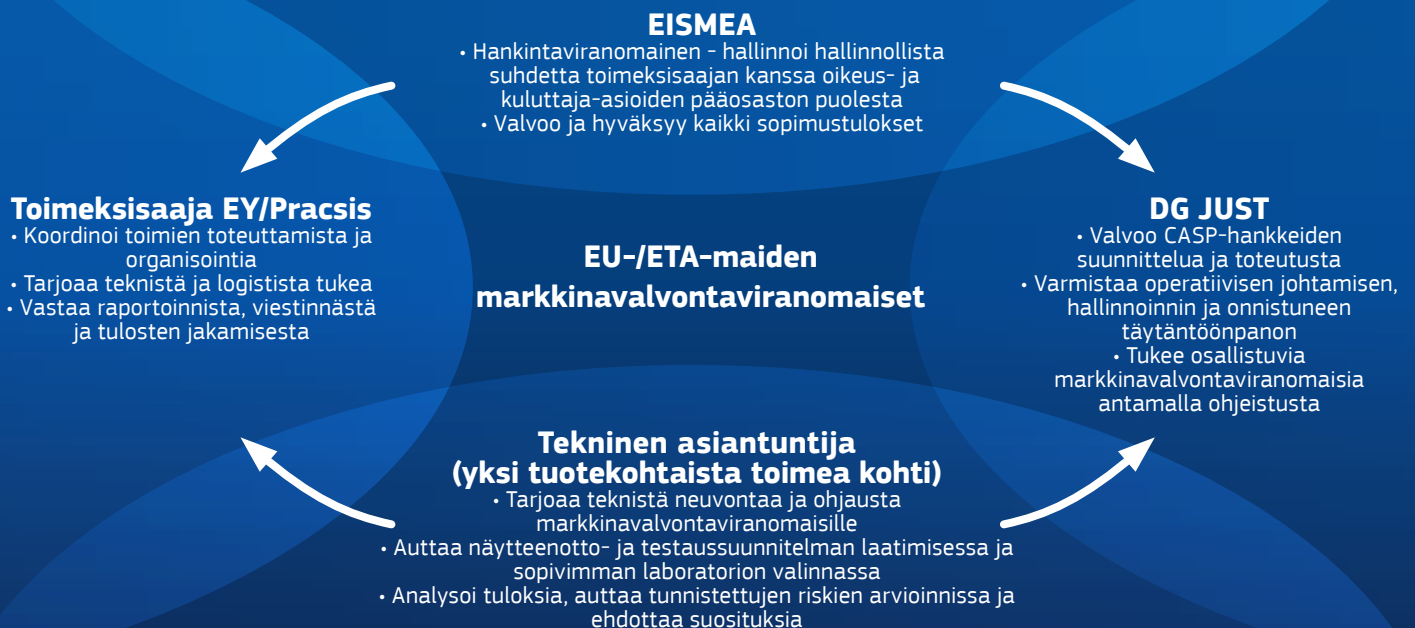 EISMEA
• Hankintaviranomainen - hallinnoi hallinnollista
suhdetta toimeksisaajan kanssa oikeus- ja
kuluttaja-asioiden pääosaston puolesta
• Valvoo ja hyväksyy kaikki sopimustulokset
Toimeksisaaja EY/Pracsis
• Koordinoi toimien toteuttamista ja
organisointia
• Tarjoaa teknistä ja logistista tukea
• Vastaa raportoinnista, viestinnästä
ja tulosten jakamisesta
EU-/ETA-maiden
markkinavalvontaviranomaiset
DG JUST
• Valvoo CASP-hankkeiden
suunnittelua ja toteutusta
• Varmistaa operatiivisen johtamisen,
hallinnoinnin ja onnistuneen
täytäntöönpanon
• Tukee osallistuvia
markkinavalvontaviranomaisia
antamalla ohjeistusta
Tekninen asiantuntija
(yksi tuotekohtaista toimea kohti)
• Tarjoaa teknistä neuvontaa ja ohjausta
markkinavalvontaviranomaisille
• Auttaa näytteenotto- ja testaussuunnitelman laatimisessa ja
sopivimman laboratorion valinnassa
• Analysoi tuloksia, auttaa tunnistettujen riskien arvioinnissa ja
ehdottaa suosituksia